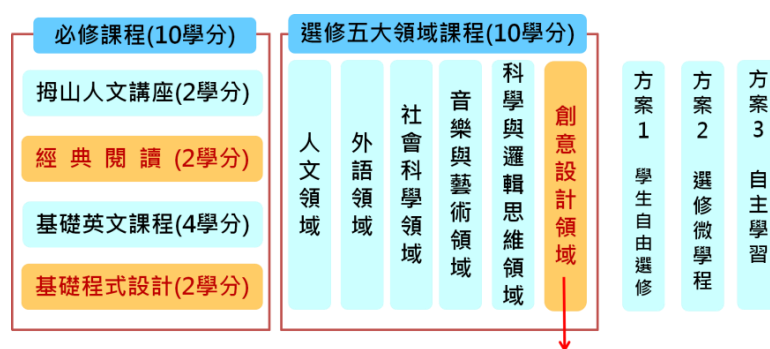 必修課程(10學分)
拇山人文講座(2學分)
經典閱讀(2學分)
基礎英文課程(4學分)
基礎程式設計(2學分)
選修五大領域課程(10學分)
人文領域
外語領域
社會科學領域
音樂與藝術領域
科學與邏輯思維領域
創意設計領域
方案1 學生自由選修
方案2 選修微學程
方案3 自主學習